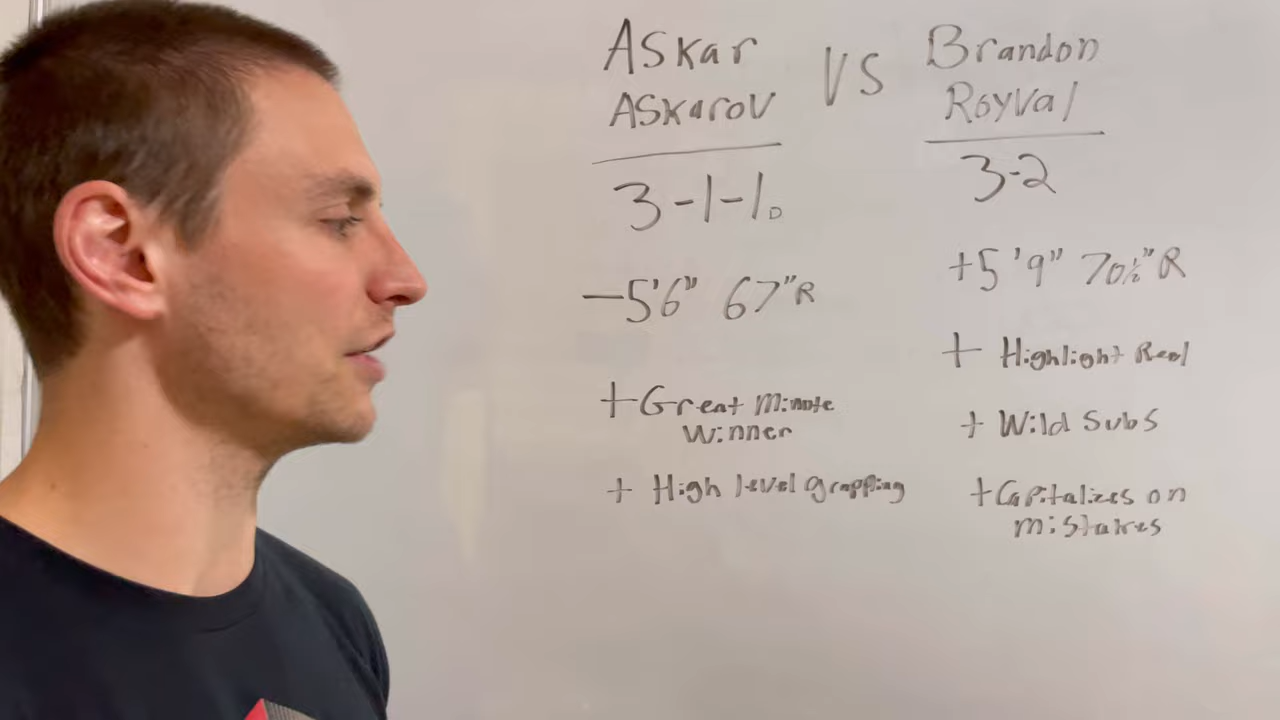 Askar
Askarov
VS
Brandon
Royval
3-1-1D
3-2
-5'6" 67"R
+5'9" 70½"R
+ Great Minute
Winner
+ High level grappling
+ Highlight Reel
+ Wild Subs
+ Capitalizes on
mistakes